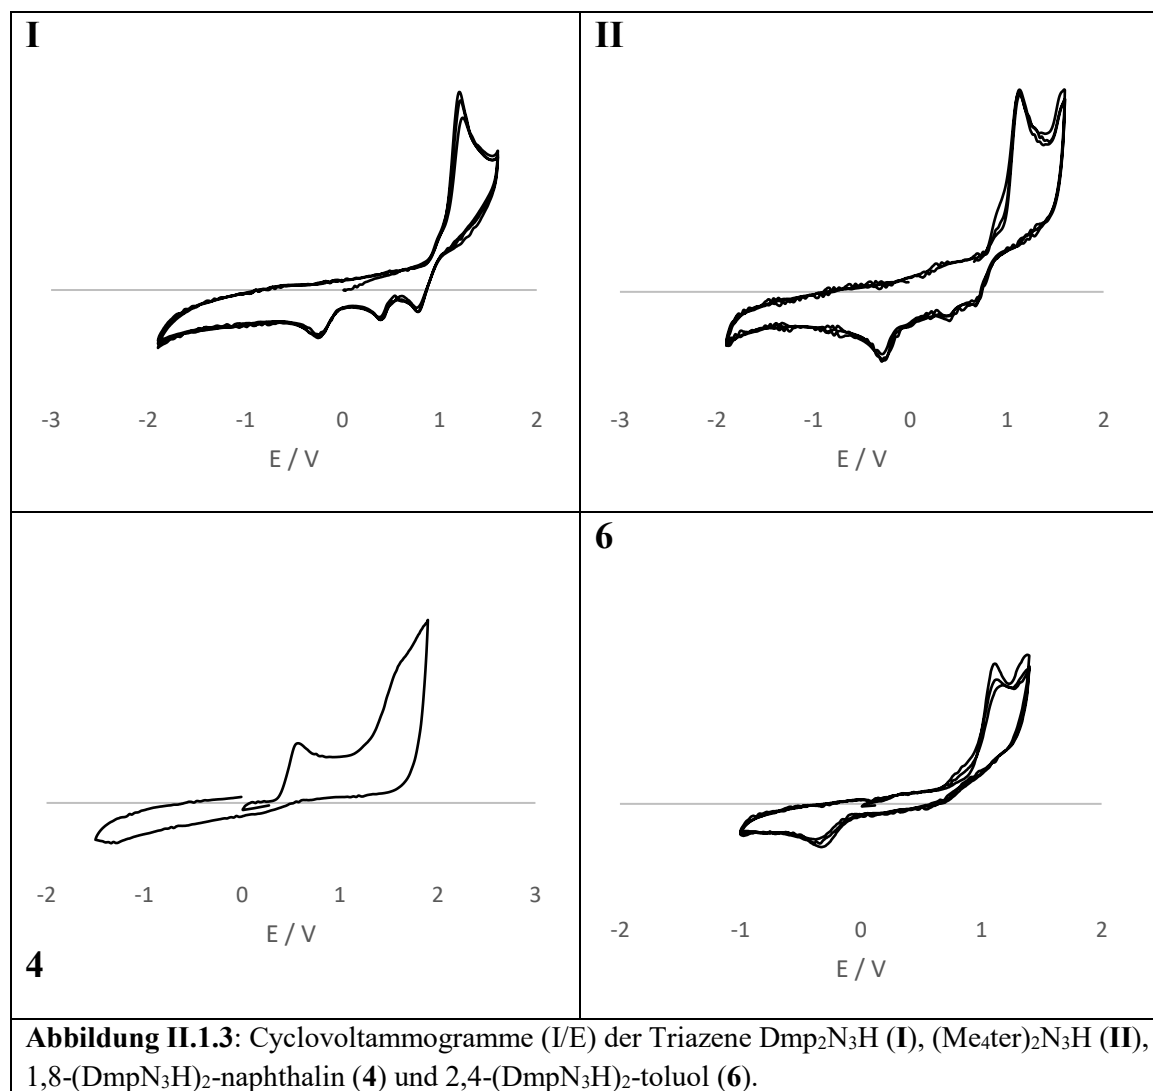 I
-3 -2 -1 0 1 2
E / V
II
-3 -2 -1 0 1 2
E / V
-2 -1 0 1 2 3
E / V
4
6
-2 -1 0 1 2
E / V
Abbildung II.1.3: Cyclovoltammogramme (I/E) der Triazene Dmp₂N₃H (I), (Me₄ter)₂N₃H (II),
1,8-(DmpN₃H)₂-naphthalin (4) und 2,4-(DmpN₃H)₂-toluol (6).